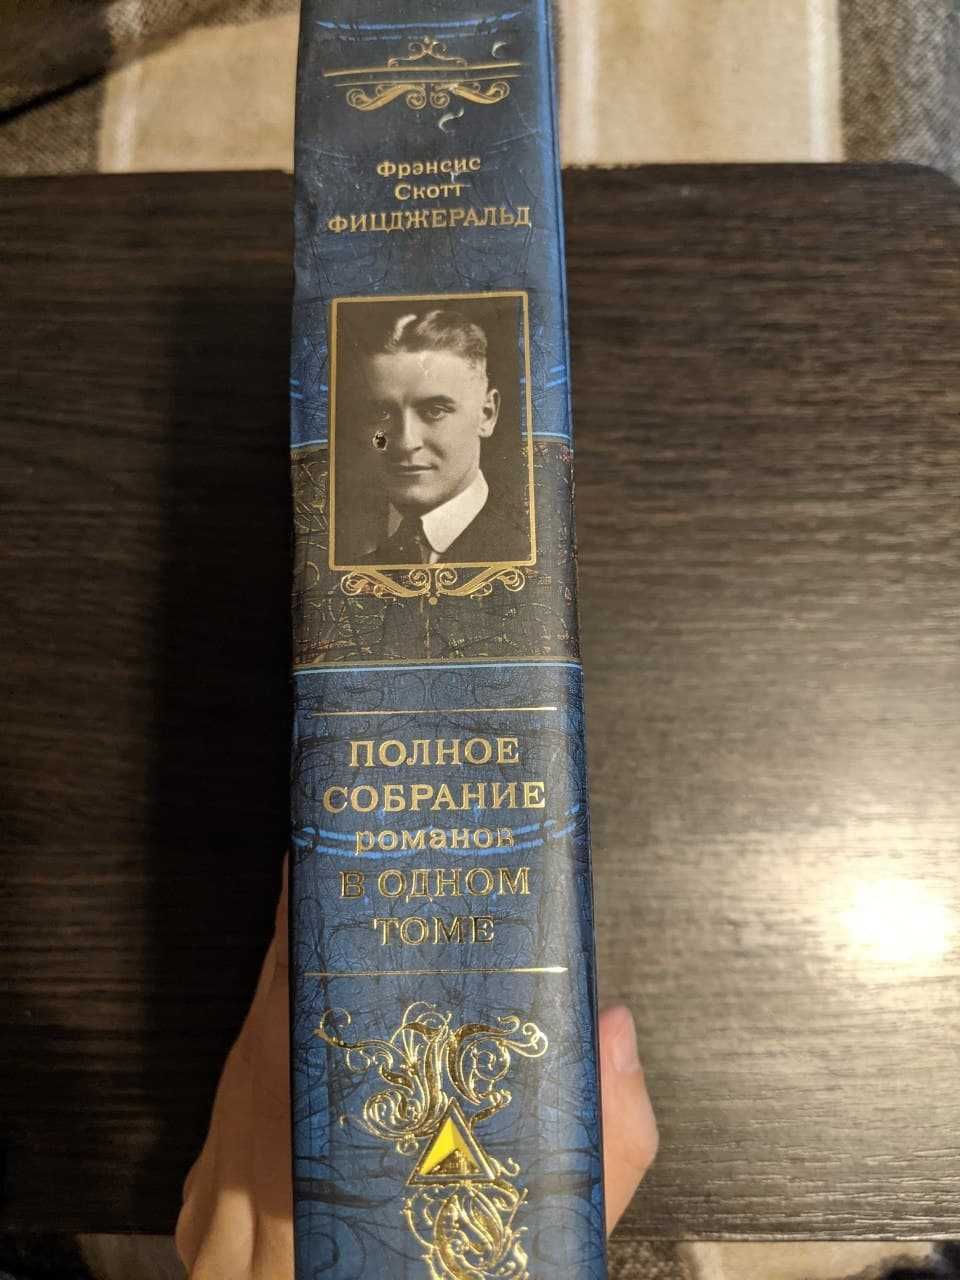 Фрэнсис
Скотт
ФИЦДЖЕРАЛЬД
ПОЛНОЕ
СОБРАНИЕ
романов
В ОДНОМ
ТОМЕ